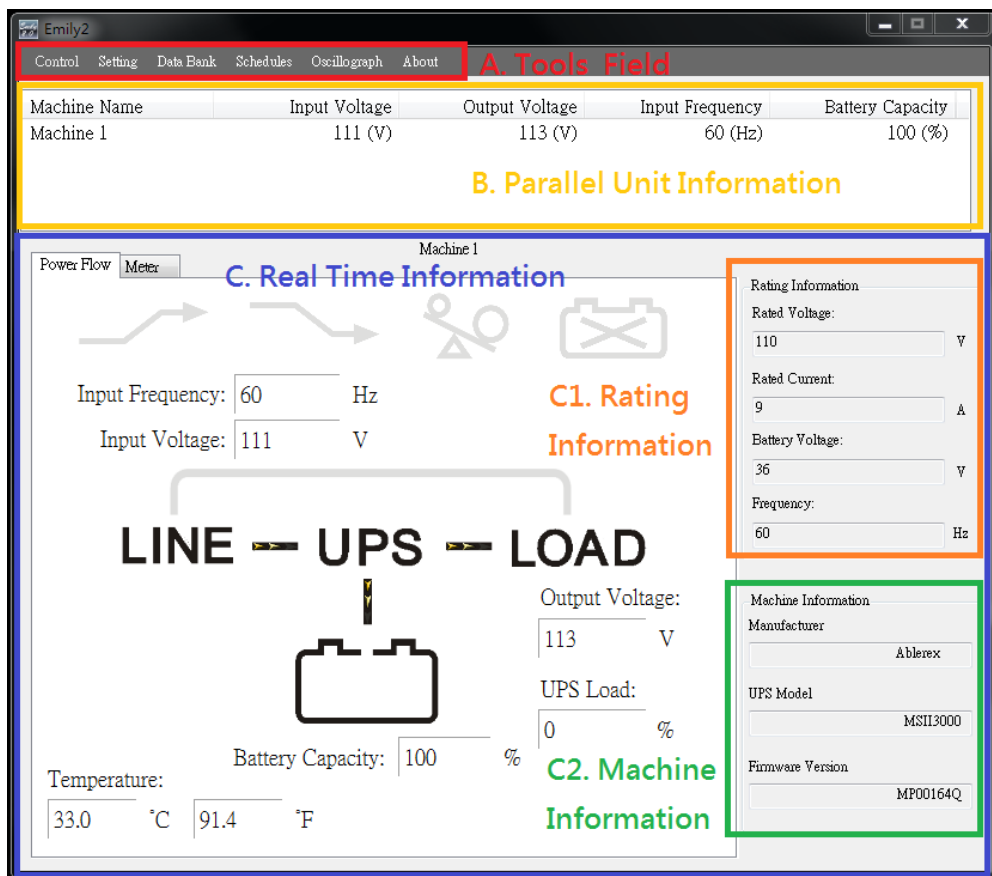 Emily2
Control Setting Data Bank Schedules Oscillograph About
A. Tools Field
Machine Name Input Voltage Output Voltage Input Frequency Battery Capacity
Machine 1 111 (V) 113 (V) 60 (Hz) 100 (%)
B. Parallel Unit Information
Machine 1
Power Flow Meter
C. Real Time Information
Input Frequency: 60 Hz
Input Voltage: 111 V
C1. Rating
Information
LINE UPS LOAD
Output Voltage:
113 V
UPS Load:
0 %
Battery Capacity: 100 %
Temperature:
33.0 °C 91.4 °F
C2. Machine
Information
Rating Information
Rated Voltage:
110 V
Rated Current:
9 A
Battery Voltage:
36 V
Frequency:
60 Hz
Machine Information
Manufacturer
Ablerex
UPS Model
MSII3000
Firmware Version
MP00164Q